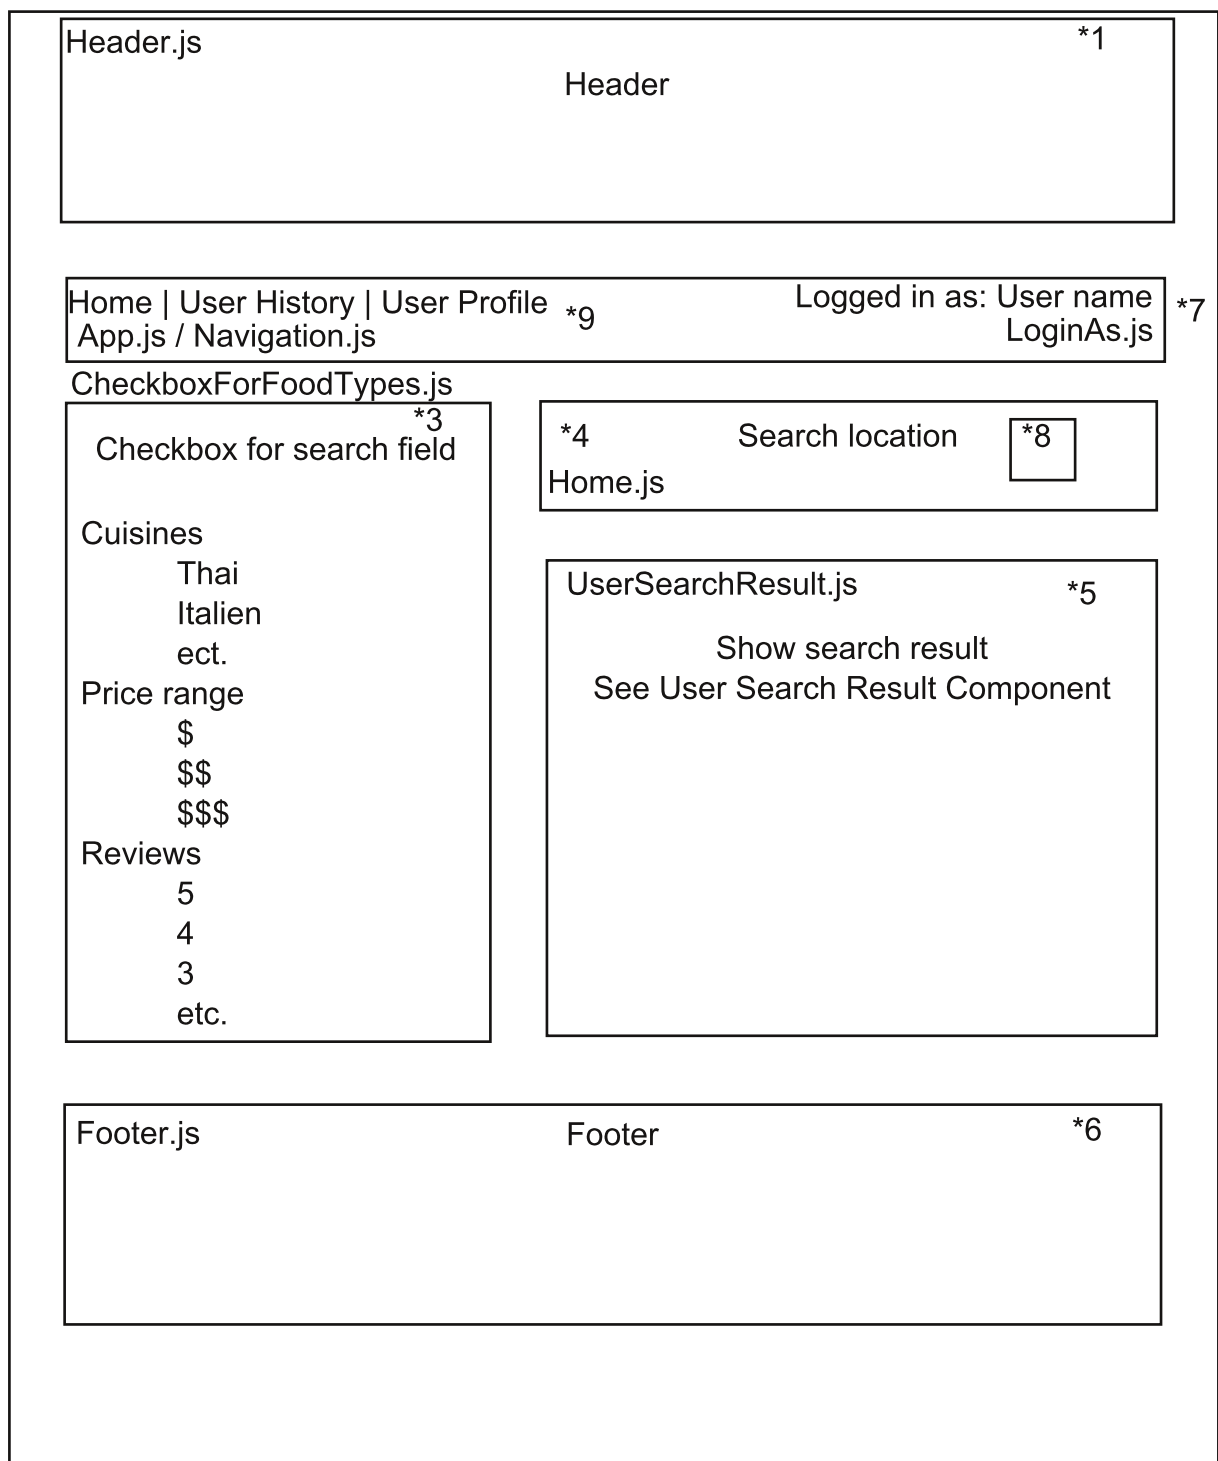 Header.js
*1
Header
Home | User History | User Profile
*9
Logged in as: User name
*7
App.js / Navigation.js
LoginAs.js
CheckboxForFoodTypes.js
*3
Checkbox for search field
Cuisines
Thai
Italien
ect.
Price range
$
$$
$$$
Reviews
5
4
3
etc.
*4
Search location
*8
Home.js
UserSearchResult.js
*5
Show search result
See User Search Result Component
Footer.js
Footer
*6